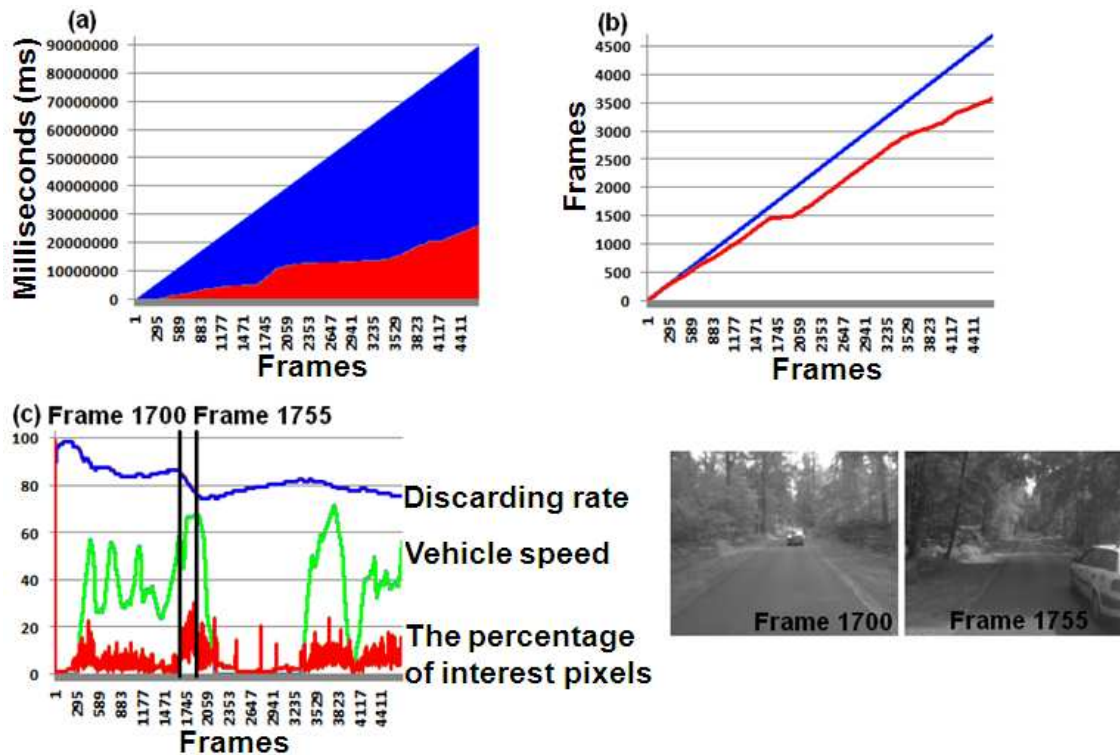 (a)
Milliseconds (ms)
90000000
80000000
70000000
60000000
50000000
40000000
30000000
20000000
10000000
0
1 295 589 883 1177 1471 1765 2059 2353 2647 2941 3235 3529 3823 4117 4411
Frames
(b)
Frames
4500
4000
3500
3000
2500
2000
1500
1000
500
0
1 295 589 883 1177 1471 1765 2059 2353 2647 2941 3235 3529 3823 4117 4411
Frames
(c) Frame 1700 Frame 1755
100
80
60
40
20
0
Discarding rate
Vehicle speed
The percentage
of interest pixels
1 295 589 883 1177 1471 1765 2059 2353 2647 2941 3235 3529 3823 4117 4411
Frames
Frame 1700
Frame 1755